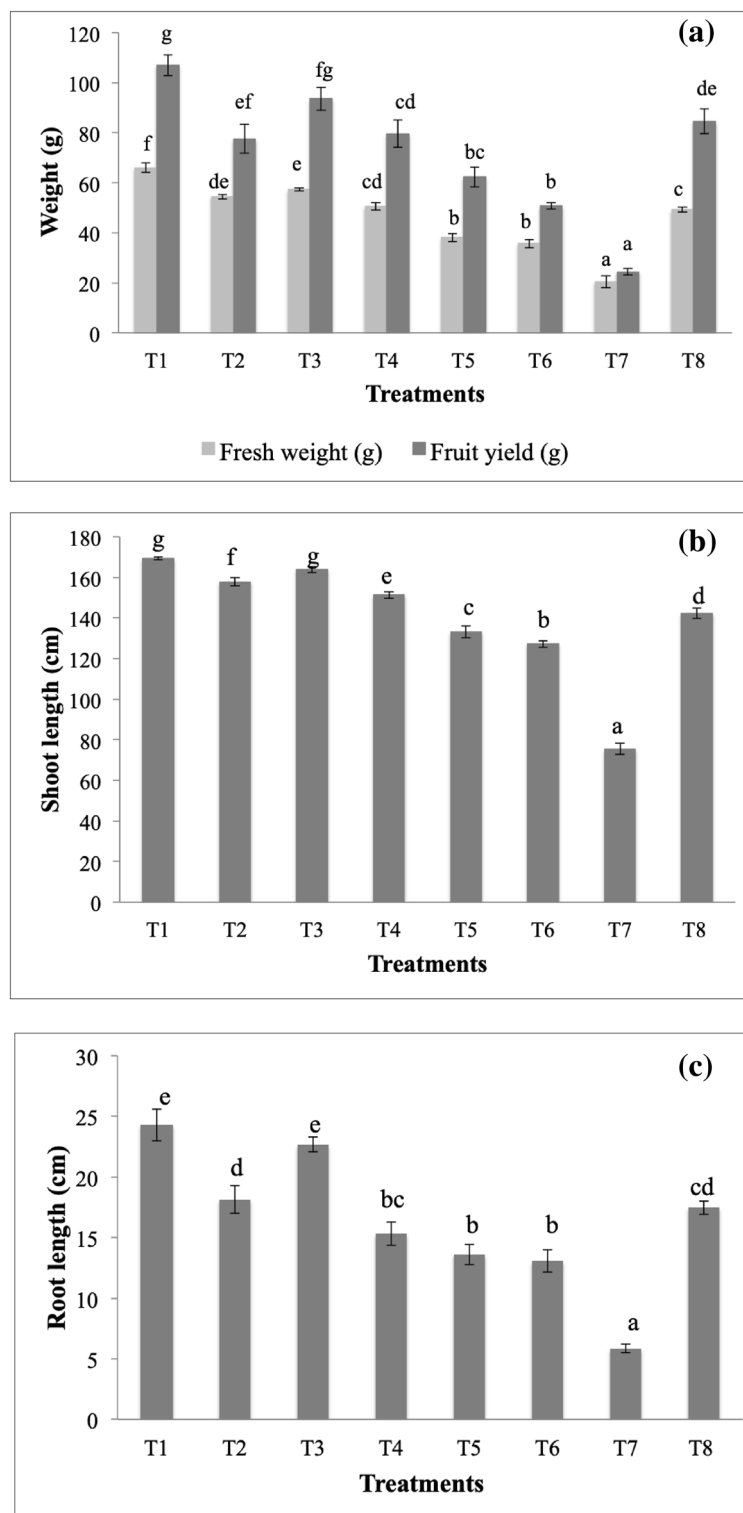 (a)
g
fg
de
ef
cd
f
bc
e
de
cd
c
b
b
b
a
a
120
100
80
60
40
20
0
Weight (g)
T1 T2 T3 T4 T5 T6 T7 T8
Treatments
Fresh weight (g) Fruit yield (g)
(b)
g
f
g
e
c
b
a
d
180
160
140
120
100
80
60
40
20
0
Shoot length (cm)
T1 T2 T3 T4 T5 T6 T7 T8
Treatments
(c)
e
d
e
bc
b
b
a
cd
30
25
20
15
10
5
0
Root length (cm)
T1 T2 T3 T4 T5 T6 T7 T8
Treatments